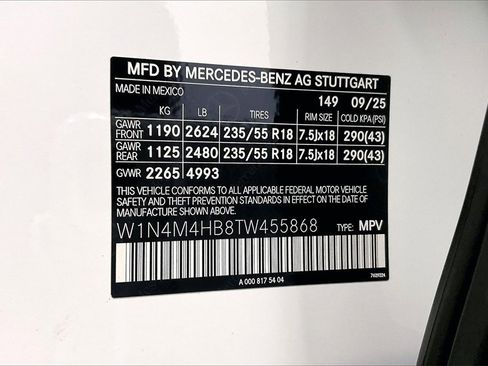 MFD BY MERCEDES-BENZ AG STUTTGART
MADE IN MEXICO 149 09/25
KG LB TIRES RIM SIZE COLD KPA (PSI)
GAWR FRONT 1190 2624 235/55 R18 7.5Jx18 290(43)
GAWR REAR 1125 2480 235/55 R18 7.5Jx18 290(43)
GVWR 2265 4993
THIS VEHICLE CONFORMS TO ALL APPLICABLE FEDERAL MOTOR VEHICLE
SAFETY AND THEFT PREVENTION STANDARDS IN EFFECT ON THE
DATE OF MANUFACTURE SHOWN ABOVE.
W1N4M4HB8TW455868 TYPE: MPV
A 000 817 54 04